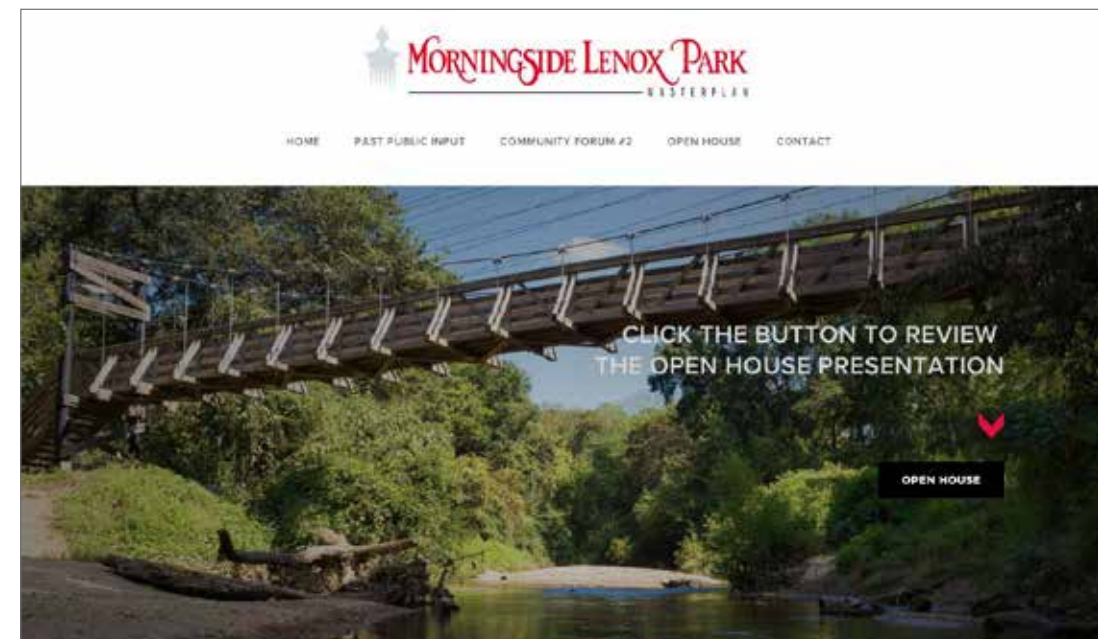 MORNINGSIDE LENOX PARK
MASTERPLAN
HOME PAST PUBLIC INPUT COMMUNITY FORUM #2 OPEN HOUSE CONTACT
CLICK THE BUTTON TO REVIEW
THE OPEN HOUSE PRESENTATION
OPEN HOUSE